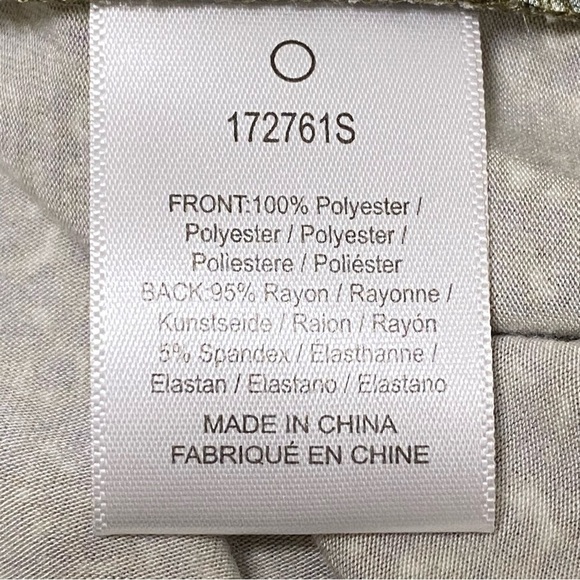 172761S
FRONT:100% Polyester /
Polyester / Polyester /
Poliestere / Poliéster
BACK:95% Rayon / Rayonne /
Kunstseide / Raion / Rayón
5% Spandex / Élasthanne /
Elastan / Elastano / Elastano
MADE IN CHINA
FABRIQUÉ EN CHINE